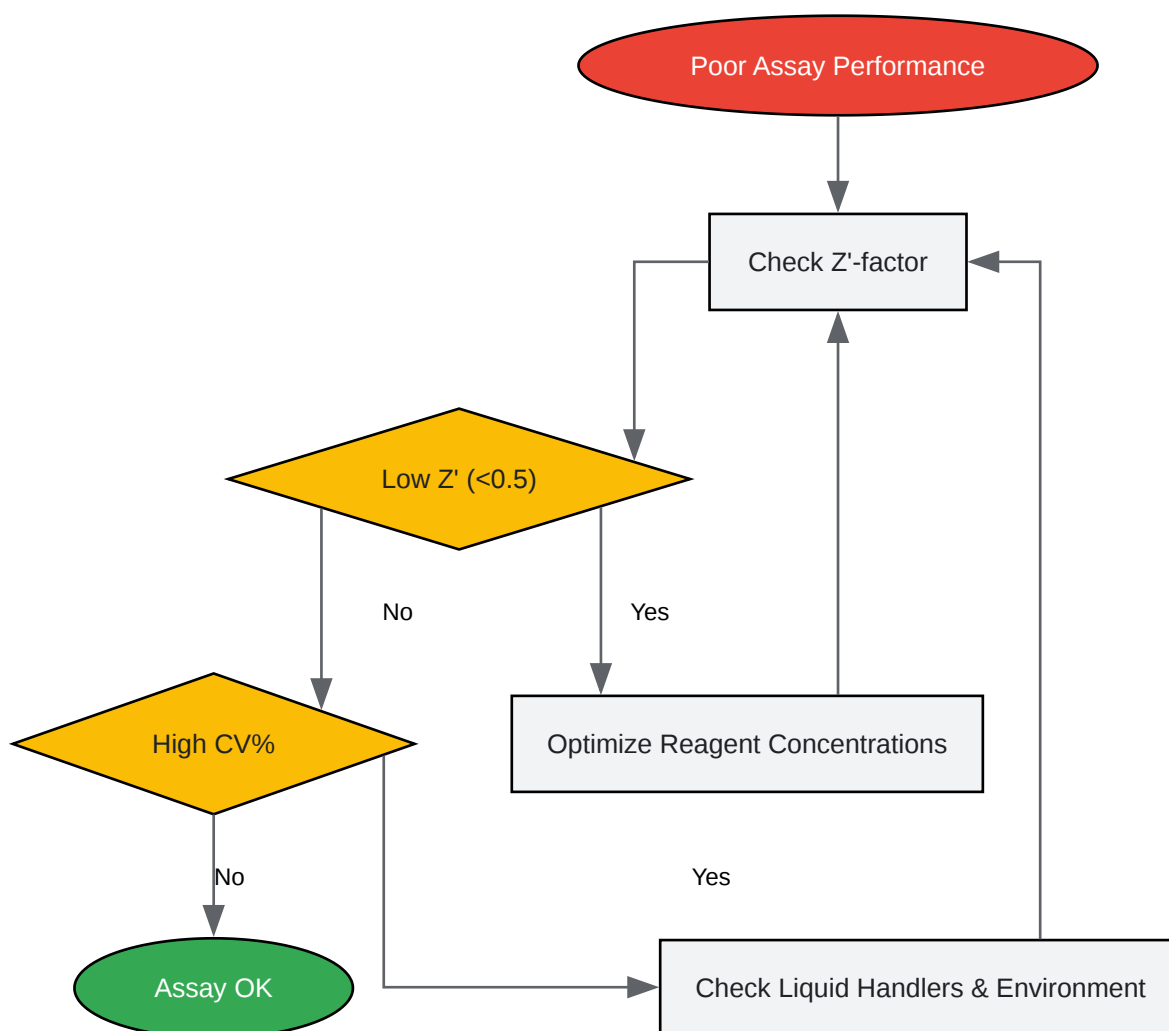 Poor Assay Performance
Check Z'-factor
Low Z' (<0.5)
No
Yes
High CV%
Optimize Reagent Concentrations
No
Yes
Assay OK
Check Liquid Handlers & Environment